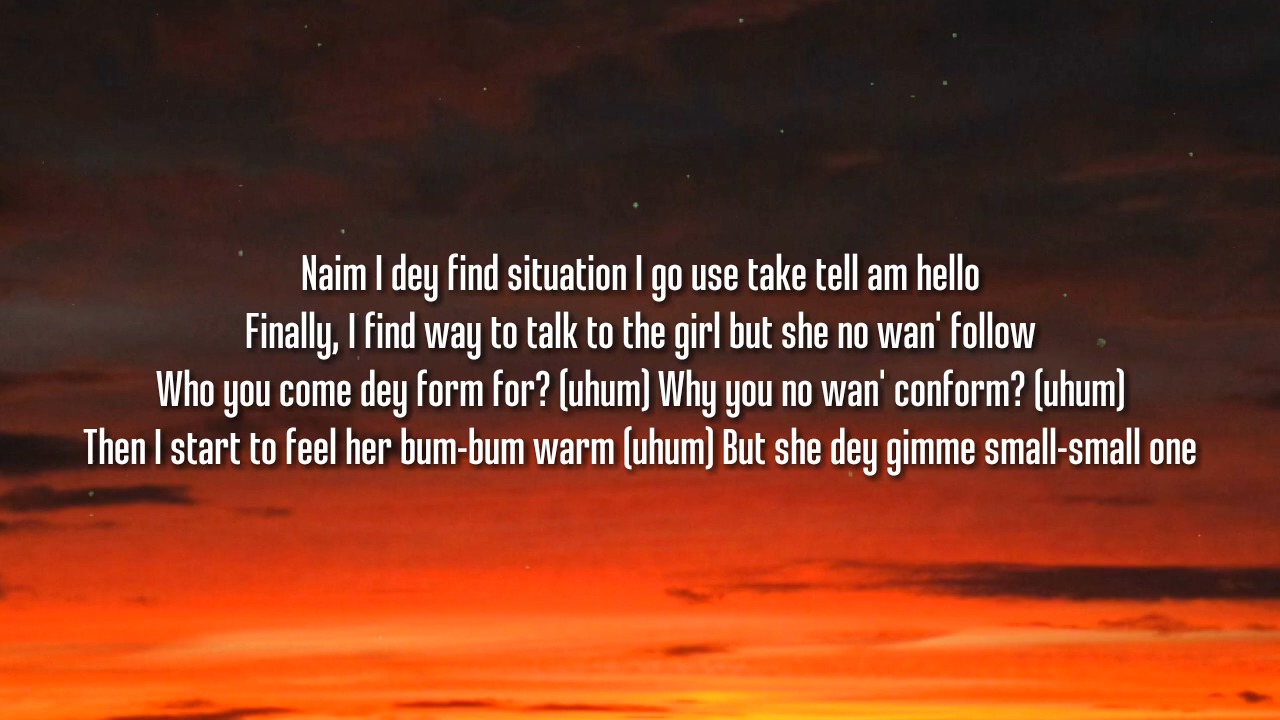 Naim I dey find situation I go use take tell am hello
Finally, I find way to talk to the girl but she no wan' follow
Who you come dey form for? (uhum) Why you no wan' conform? (uhum)
Then I start to feel her bum-bum warm (uhum) But she dey gimme small-small one